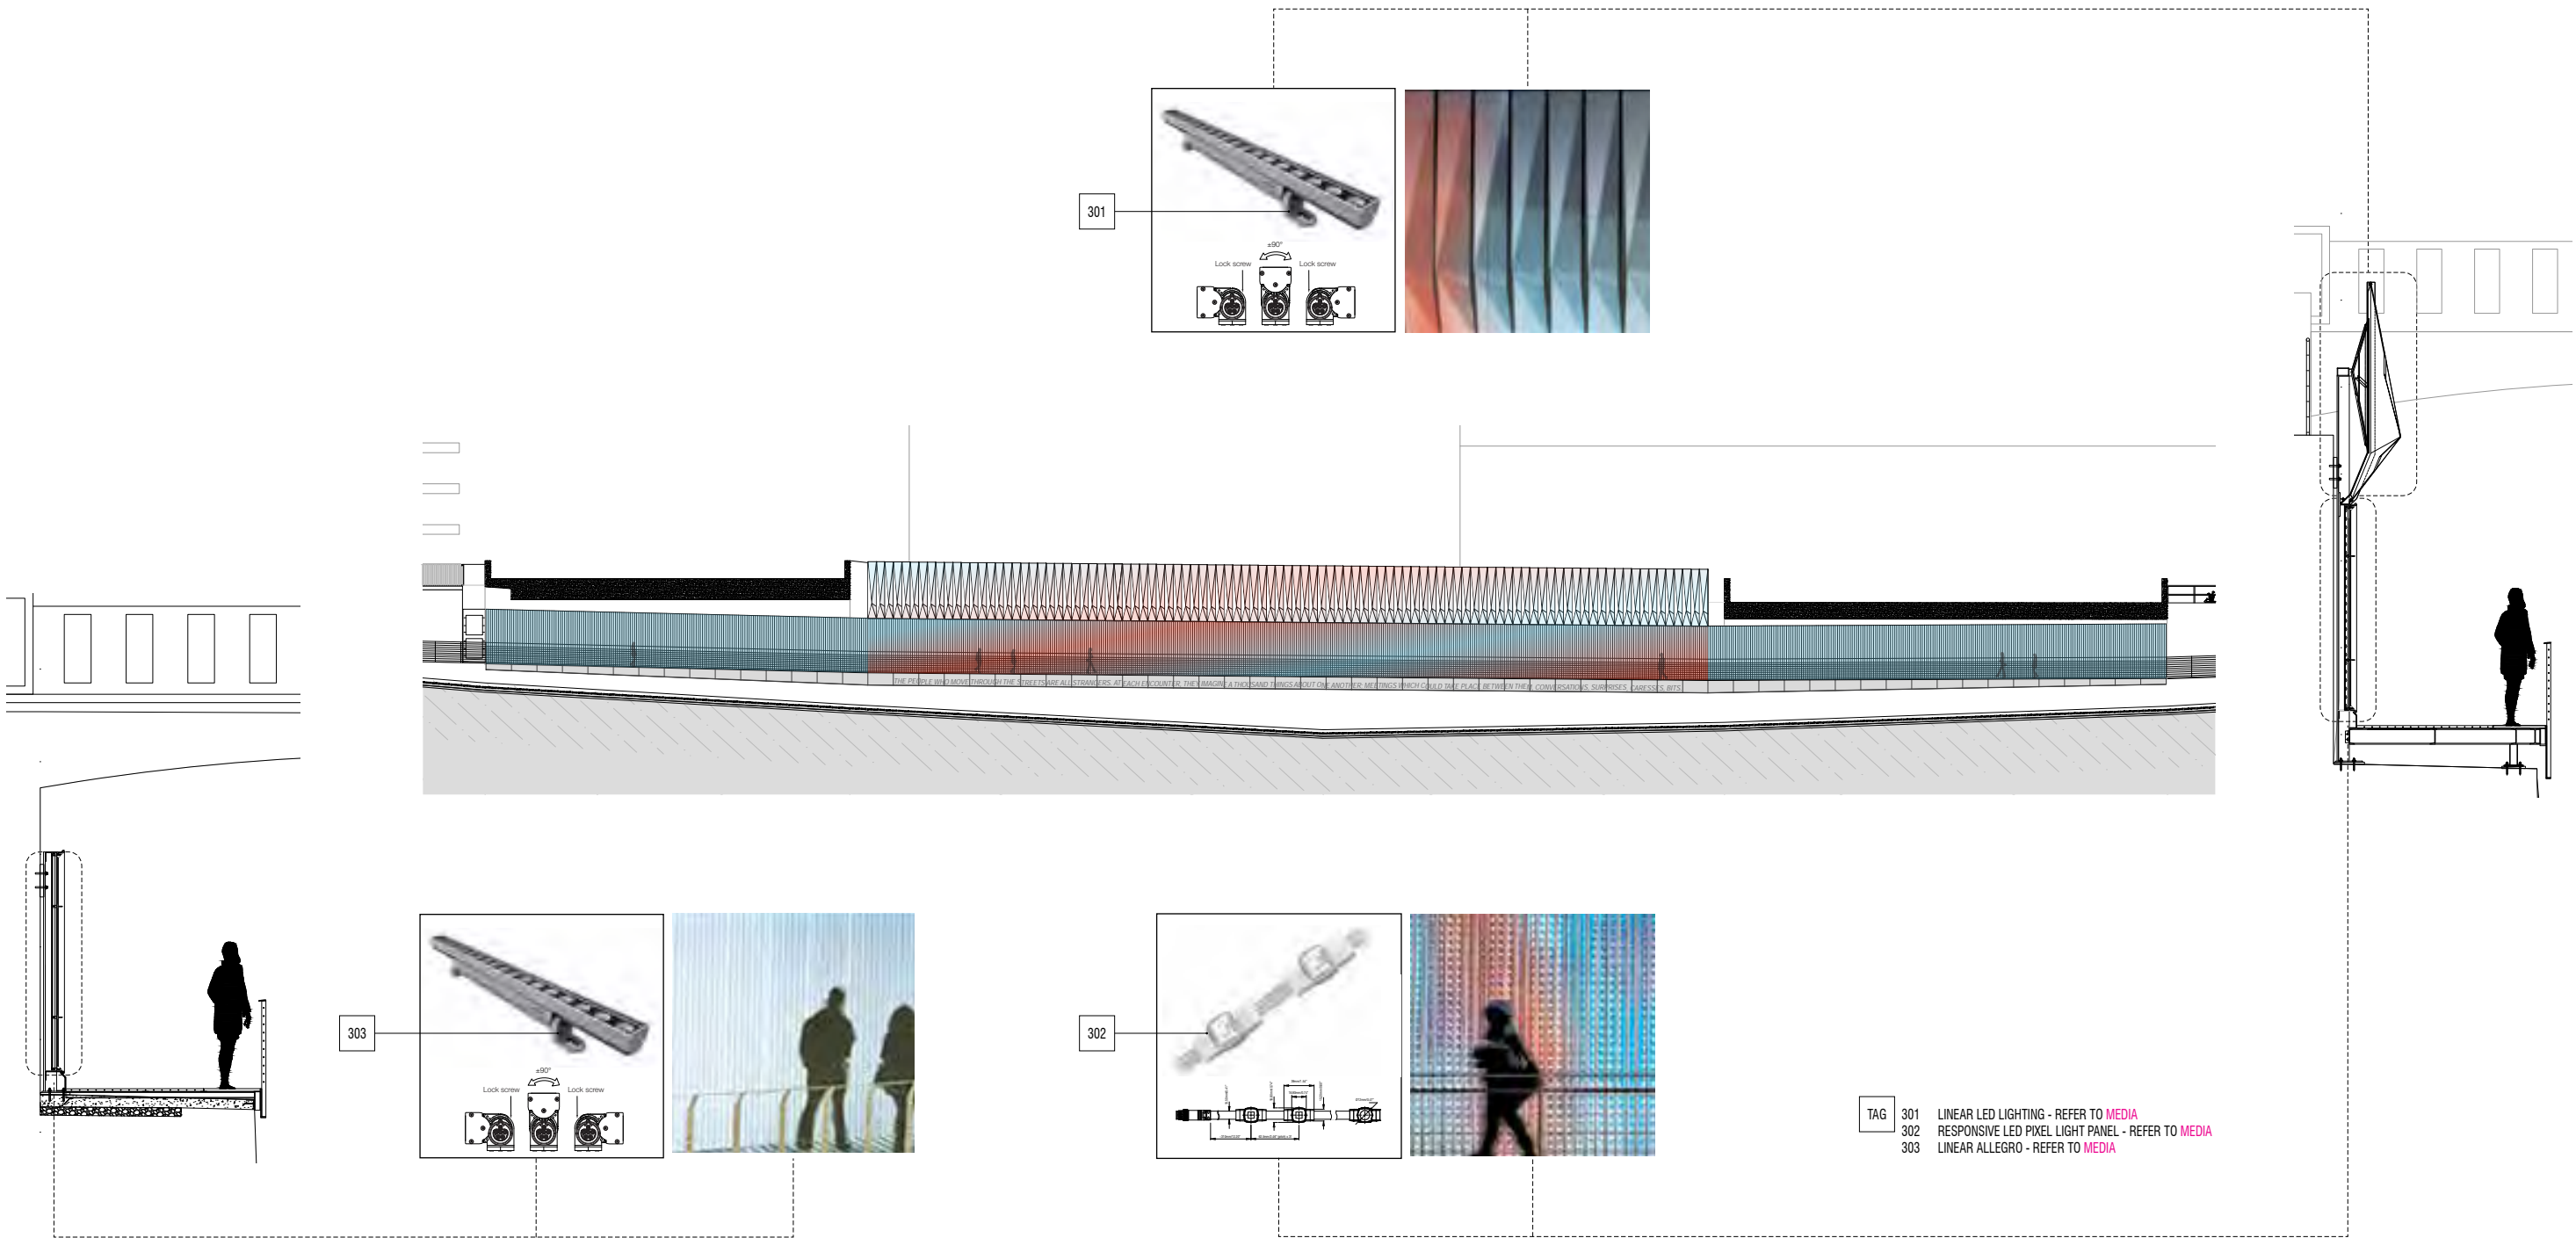 301
±90°
Lock screw
Lock screw
THE PEOPLE WHO MOVE THROUGH THE STREETS ARE ALL STRANGERS. AT EACH ENCOUNTER, THEY IMAGINE A THOUSAND THINGS ABOUT ONE ANOTHER; MEETINGS WHICH COULD TAKE PLACE BETWEEN THEM, CONVERSATIONS, SURPRISES, CARESSES, BITS
303
±90°
Lock screw
Lock screw
302
TAG
301 LINEAR LED LIGHTING - REFER TO MEDIA
302 RESPONSIVE LED PIXEL LIGHT PANEL - REFER TO MEDIA
303 LINEAR ALLEGRO - REFER TO MEDIA